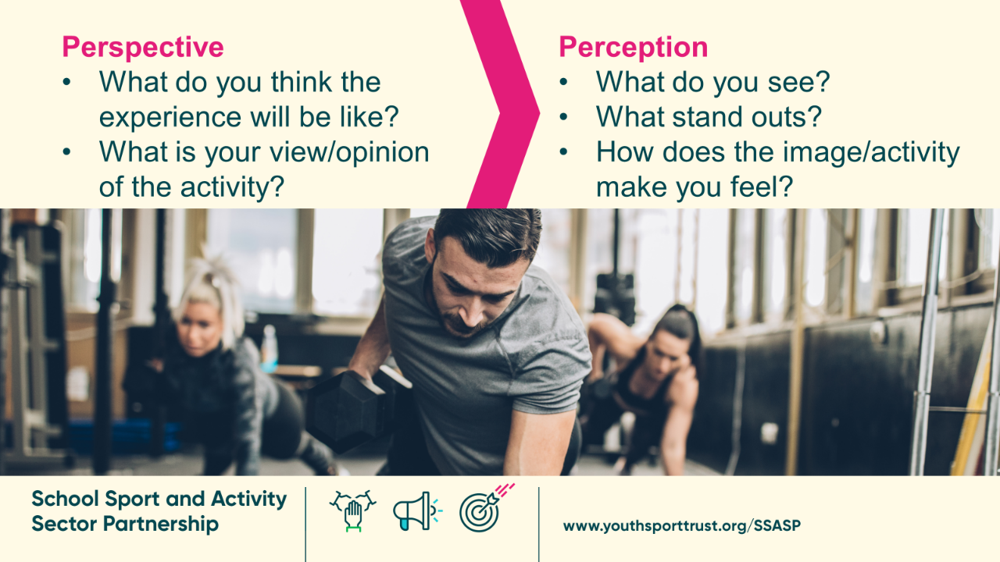 Perspective
• What do you think the
experience will be like?
• What is your view/opinion
of the activity?
Perception
• What do you see?
• What stand outs?
• How does the image/activity
make you feel?
School Sport and Activity
Sector Partnership
www.youthsporttrust.org/SSASP